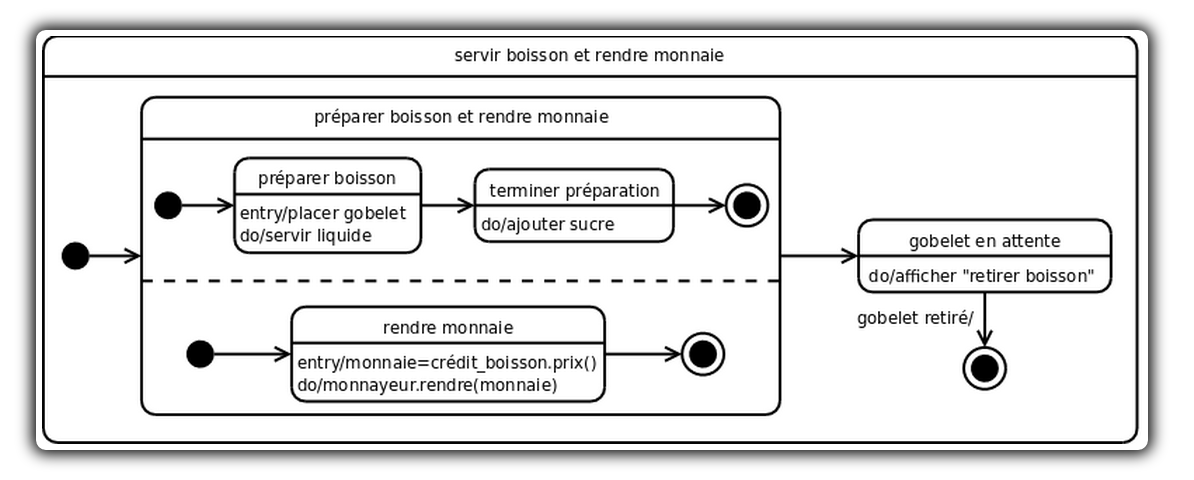 servir boisson et rendre monnaie
préparer boisson et rendre monnaie
préparer boisson
entry/placer gobelet
do/servir liquide
terminer préparation
do/ajouter sucre
rendre monnaie
entry/monnaie=crédit_boisson.prix()
do/monnayeur.rendre(monnaie)
gobelet en attente
do/afficher "retirer boisson"
gobelet retiré/